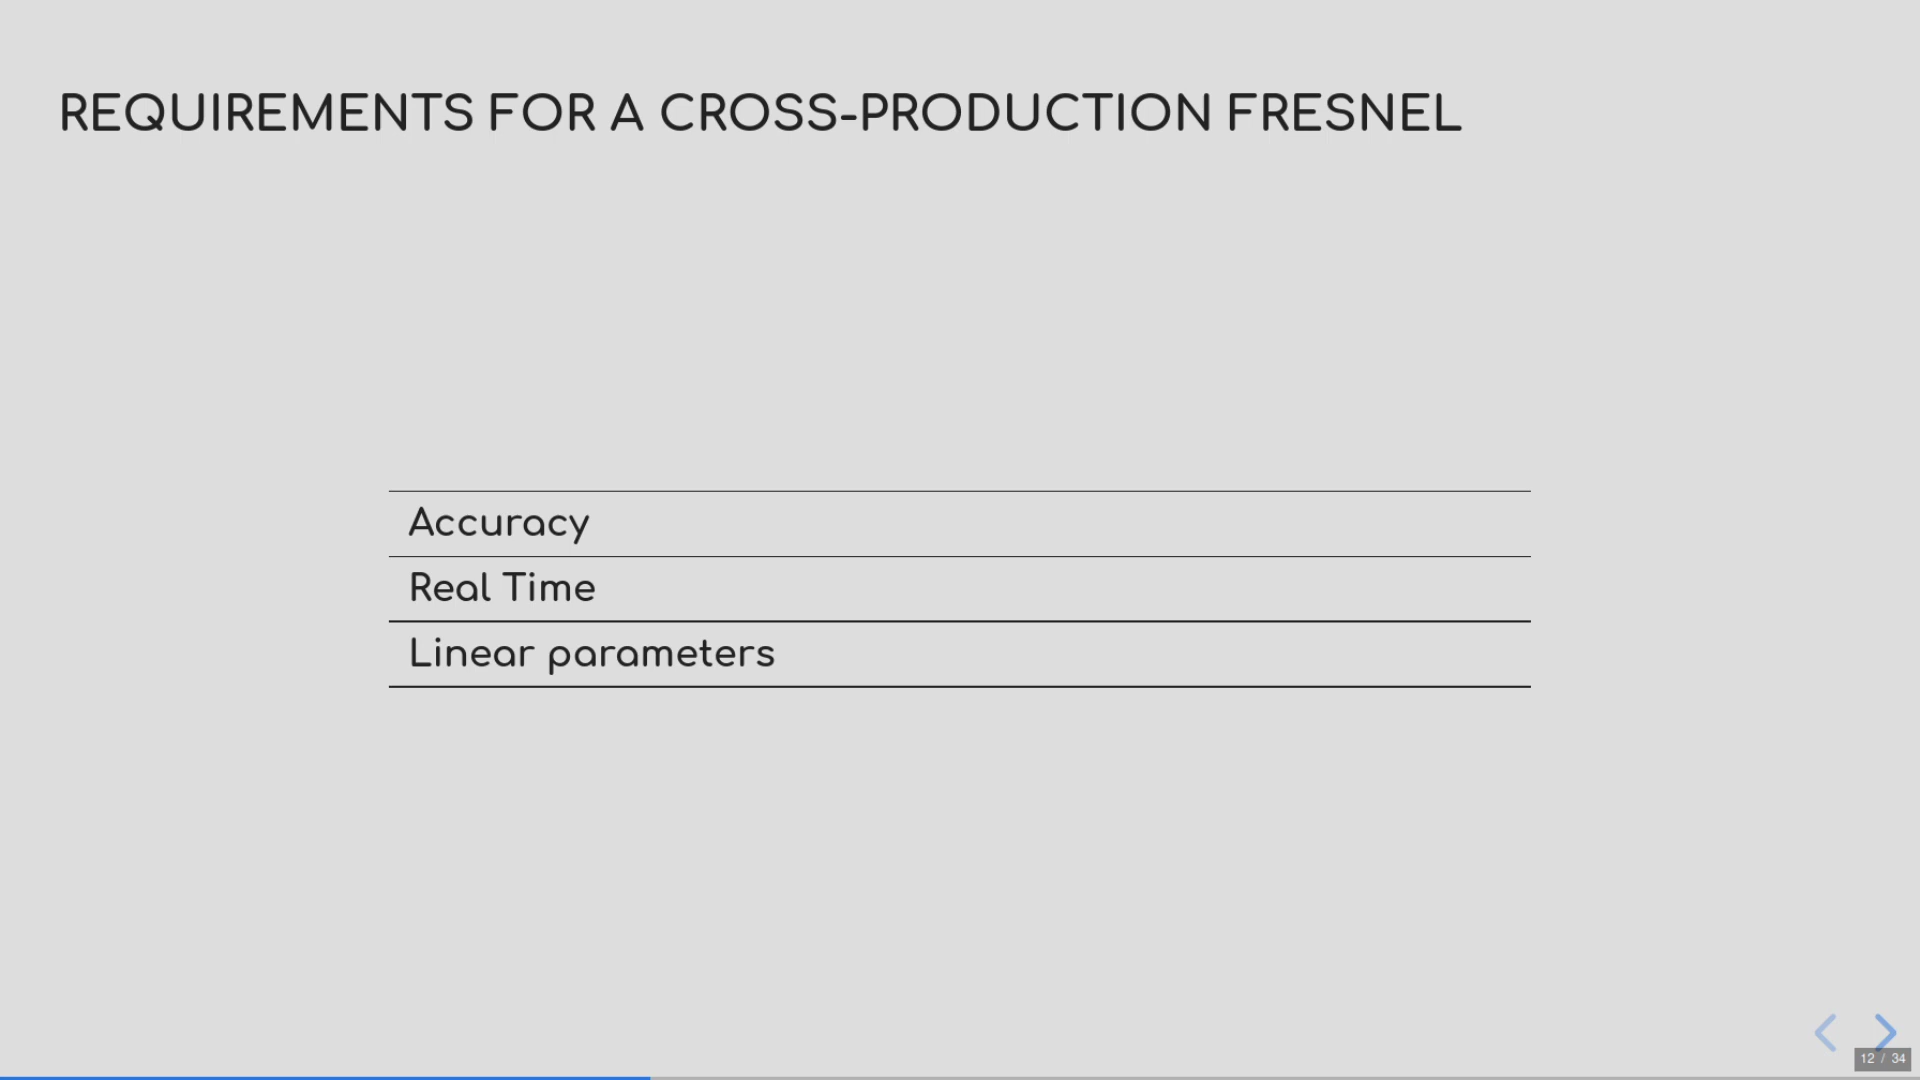 REQUIREMENTS FOR A CROSS-PRODUCTION FRESNEL
Accuracy
Real Time
Linear parameters
12 / 34